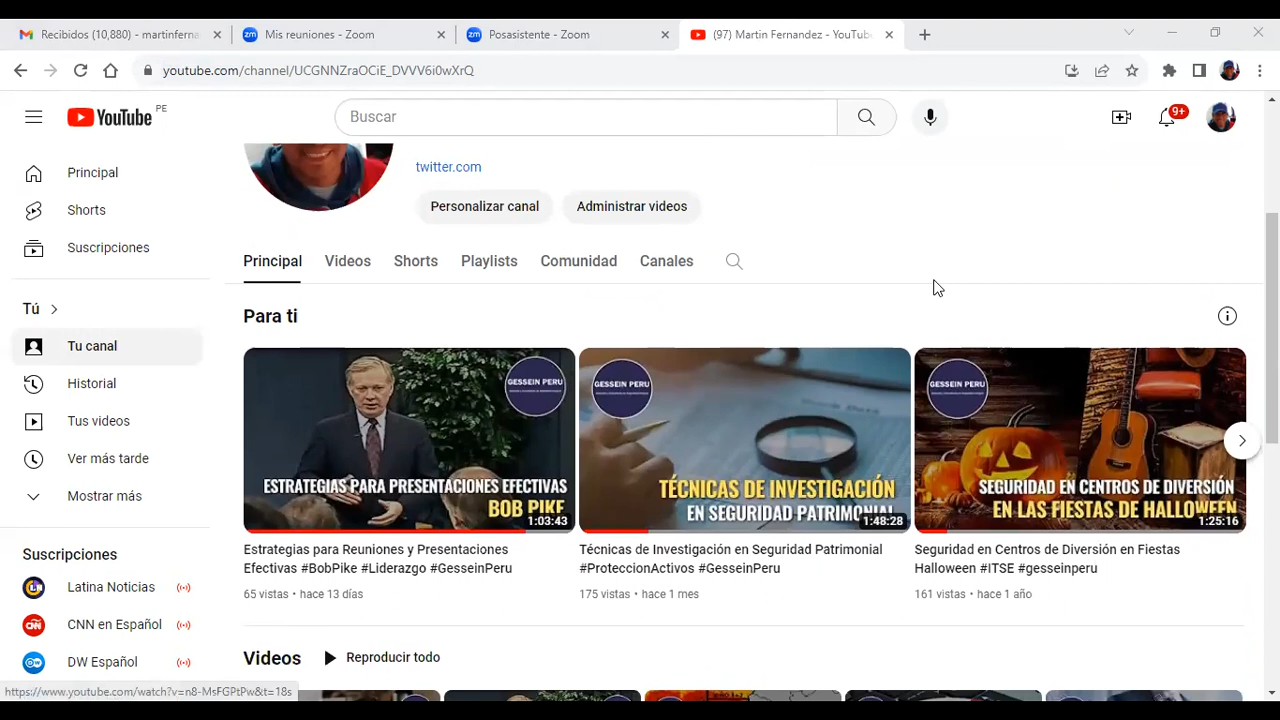 Recibidos (10,880) - martinferna
Mis reuniones - Zoom
Posasistente - Zoom
(97) Martin Fernandez - YouTube
youtube.com/channel/UCGNNZraOCiE_DVVV6i0wXrQ
YouTube PE
Buscar
9+
twitter.com
Personalizar canal
Administrar videos
Principal
Shorts
Suscripciones
Tú
Tu canal
Historial
Tus videos
Ver más tarde
Mostrar más
Suscripciones
Latina Noticias
CNN en Español
DW Español
Principal
Videos
Shorts
Playlists
Comunidad
Canales
Para ti
GESSEIN PERU
ESTRATEGIAS PARA PRESENTACIONES EFECTIVAS
BOB PIKE
1:03:43
Estrategias para Reuniones y Presentaciones
Efectivas #BobPike #Liderazgo #GesseinPeru
65 vistas • hace 13 días
GESSEIN PERU
TÉCNICAS DE INVESTIGACIÓN
EN SEGURIDAD PATRIMONIAL
1:48:28
Técnicas de Investigación en Seguridad Patrimonial
#ProteccionActivos #GesseinPeru
175 vistas • hace 1 mes
GESSEIN PERU
SEGURIDAD EN CENTROS DE DIVERSIÓN
EN LAS FIESTAS DE HALLOWEEN
1:25:16
Seguridad en Centros de Diversión en Fiestas
Halloween #ITSE #gesseinperu
161 vistas • hace 1 año
Videos
Reproducir todo
https://www.youtube.com/watch?v=n8-MsFGPtPw&t=18s